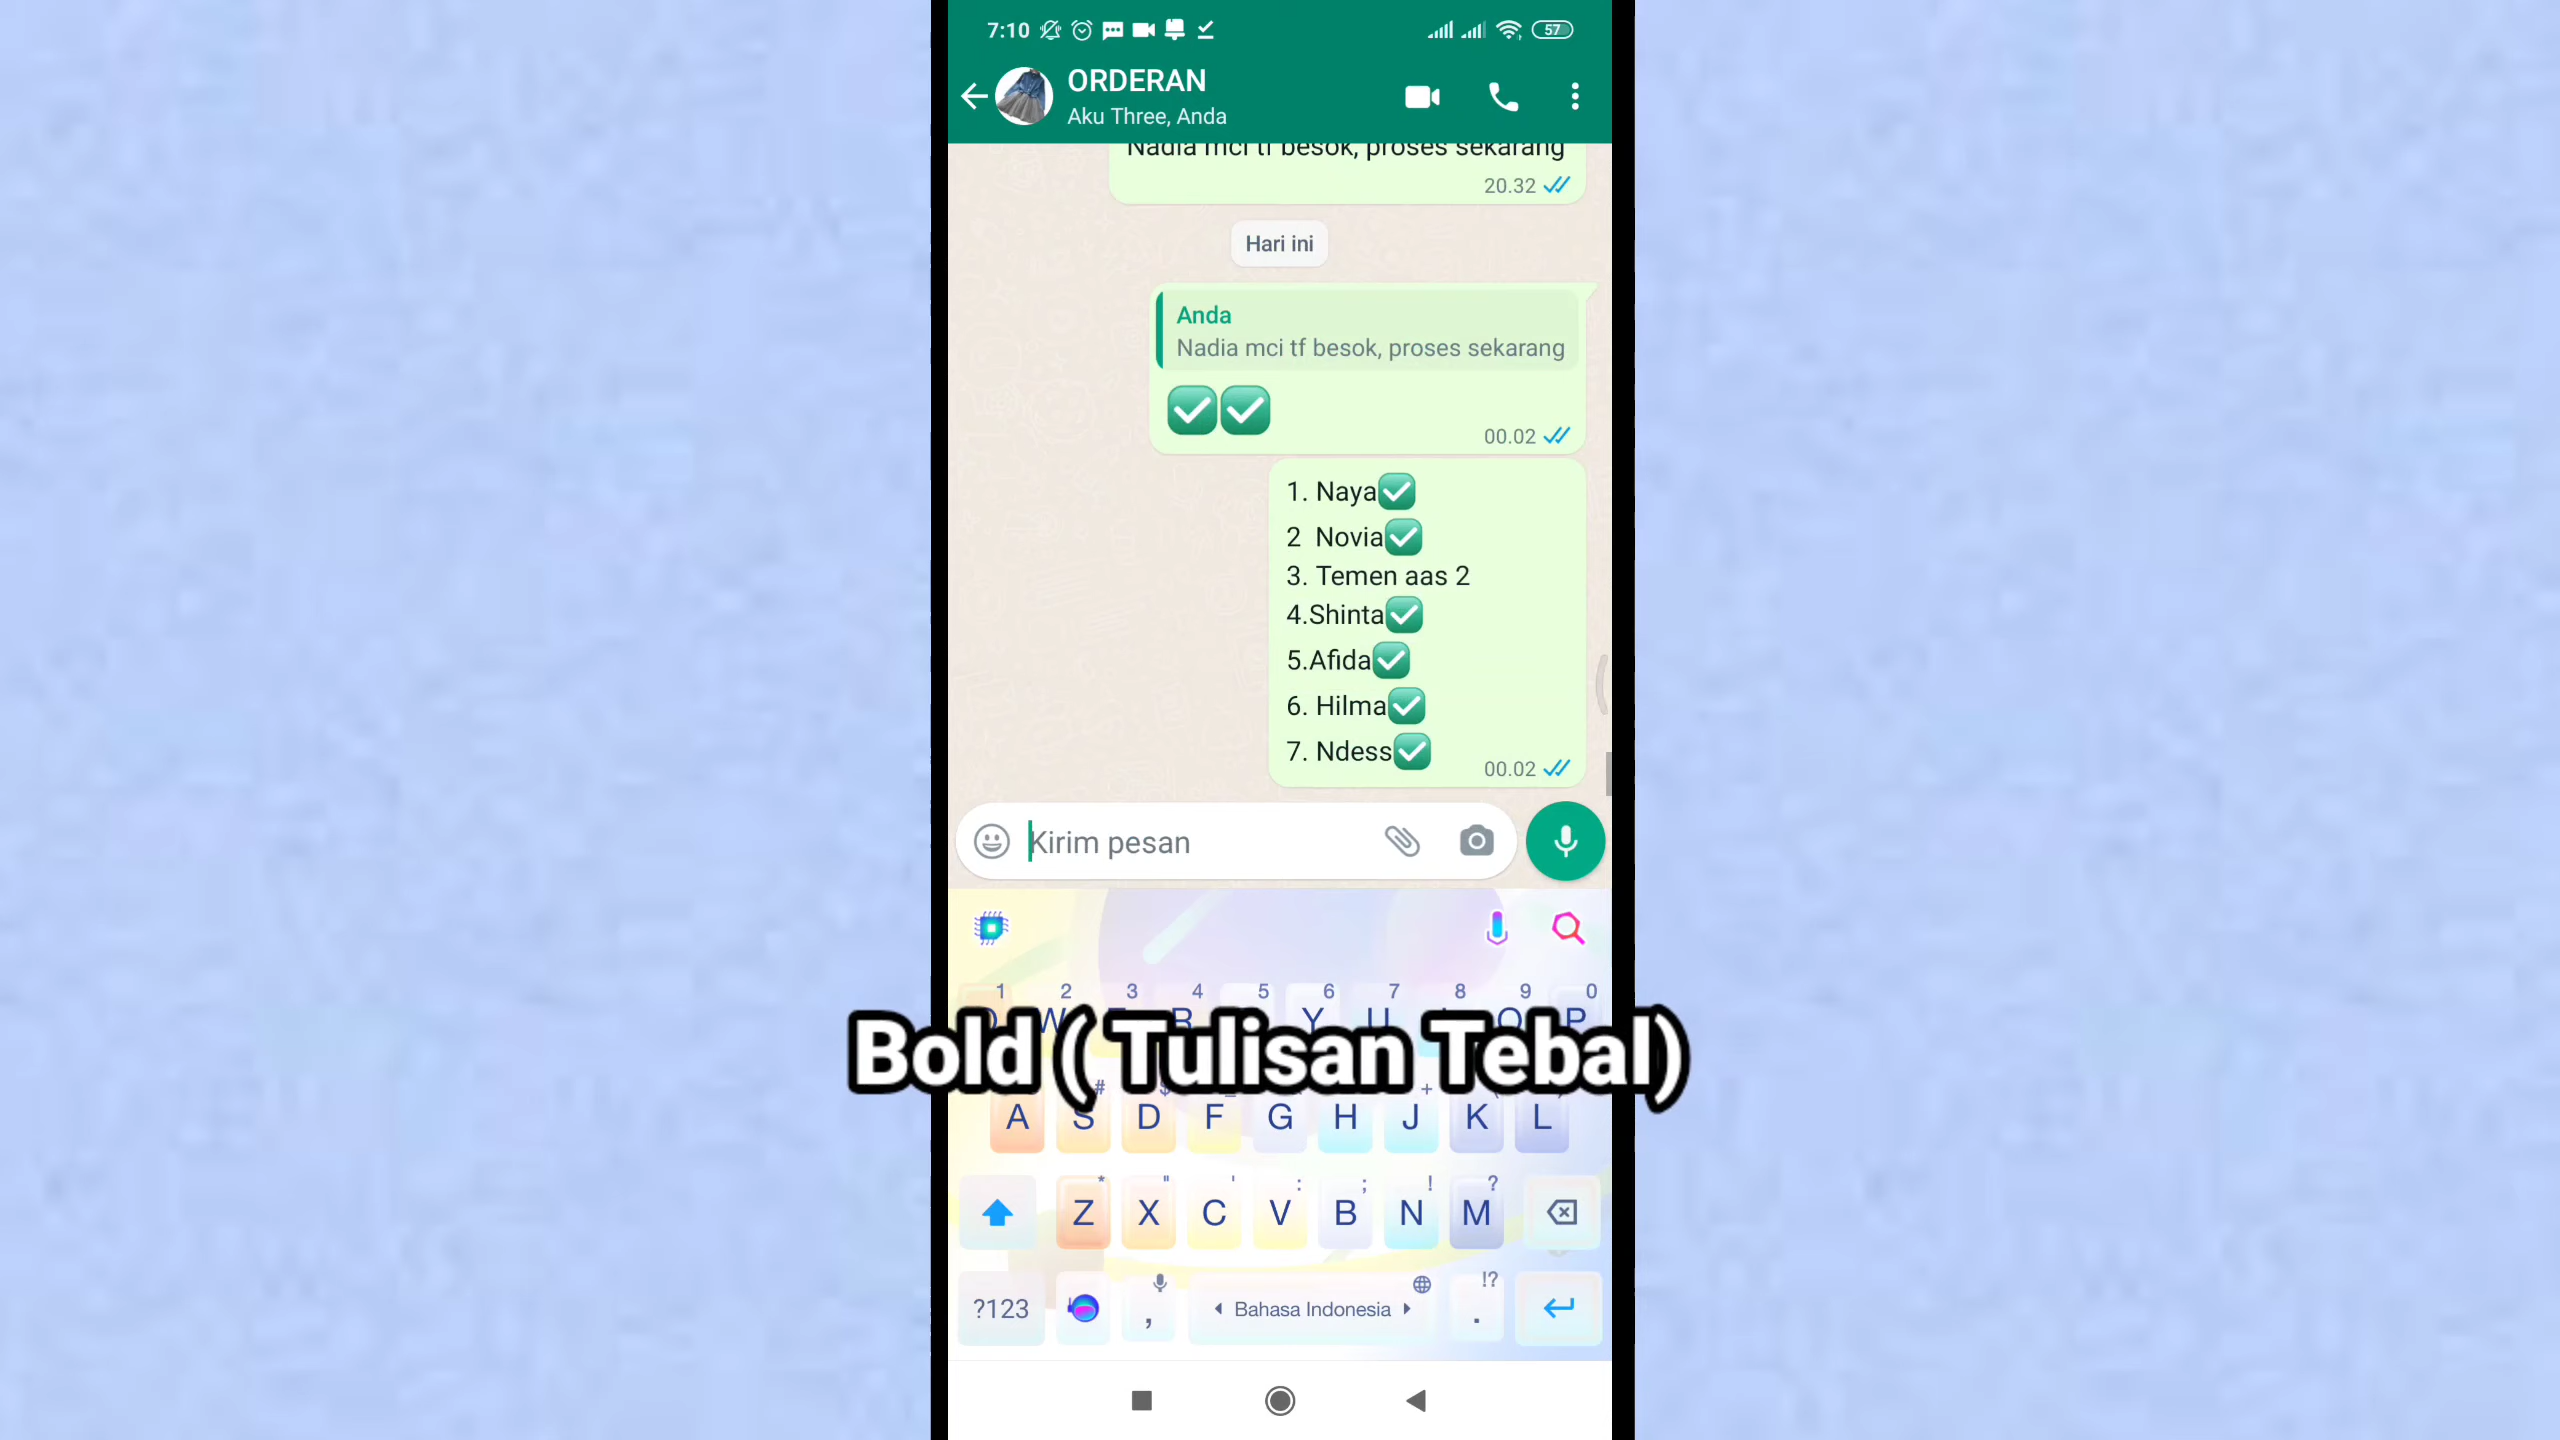 7:10
57
ORDERAN
Aku Three, Anda
Nadia mci tf besok, proses sekarang
20.32
Hari ini
Anda
Nadia mci tf besok, proses sekarang
✅✅
00.02
1. Naya✅
2  Novia✅
3. Temen aas 2
4.Shinta✅
5.Afida✅
6. Hilma✅
7. Ndess✅
00.02
Kirim pesan
1 2 3 4 5 6 7 8 9 0
W R Y U O P
Bold ( Tulisan Tebal)
# +
A S D F G H J K L
* " ' : ; ! ?
Z X C V B N M
!?
?123 , Bahasa Indonesia .